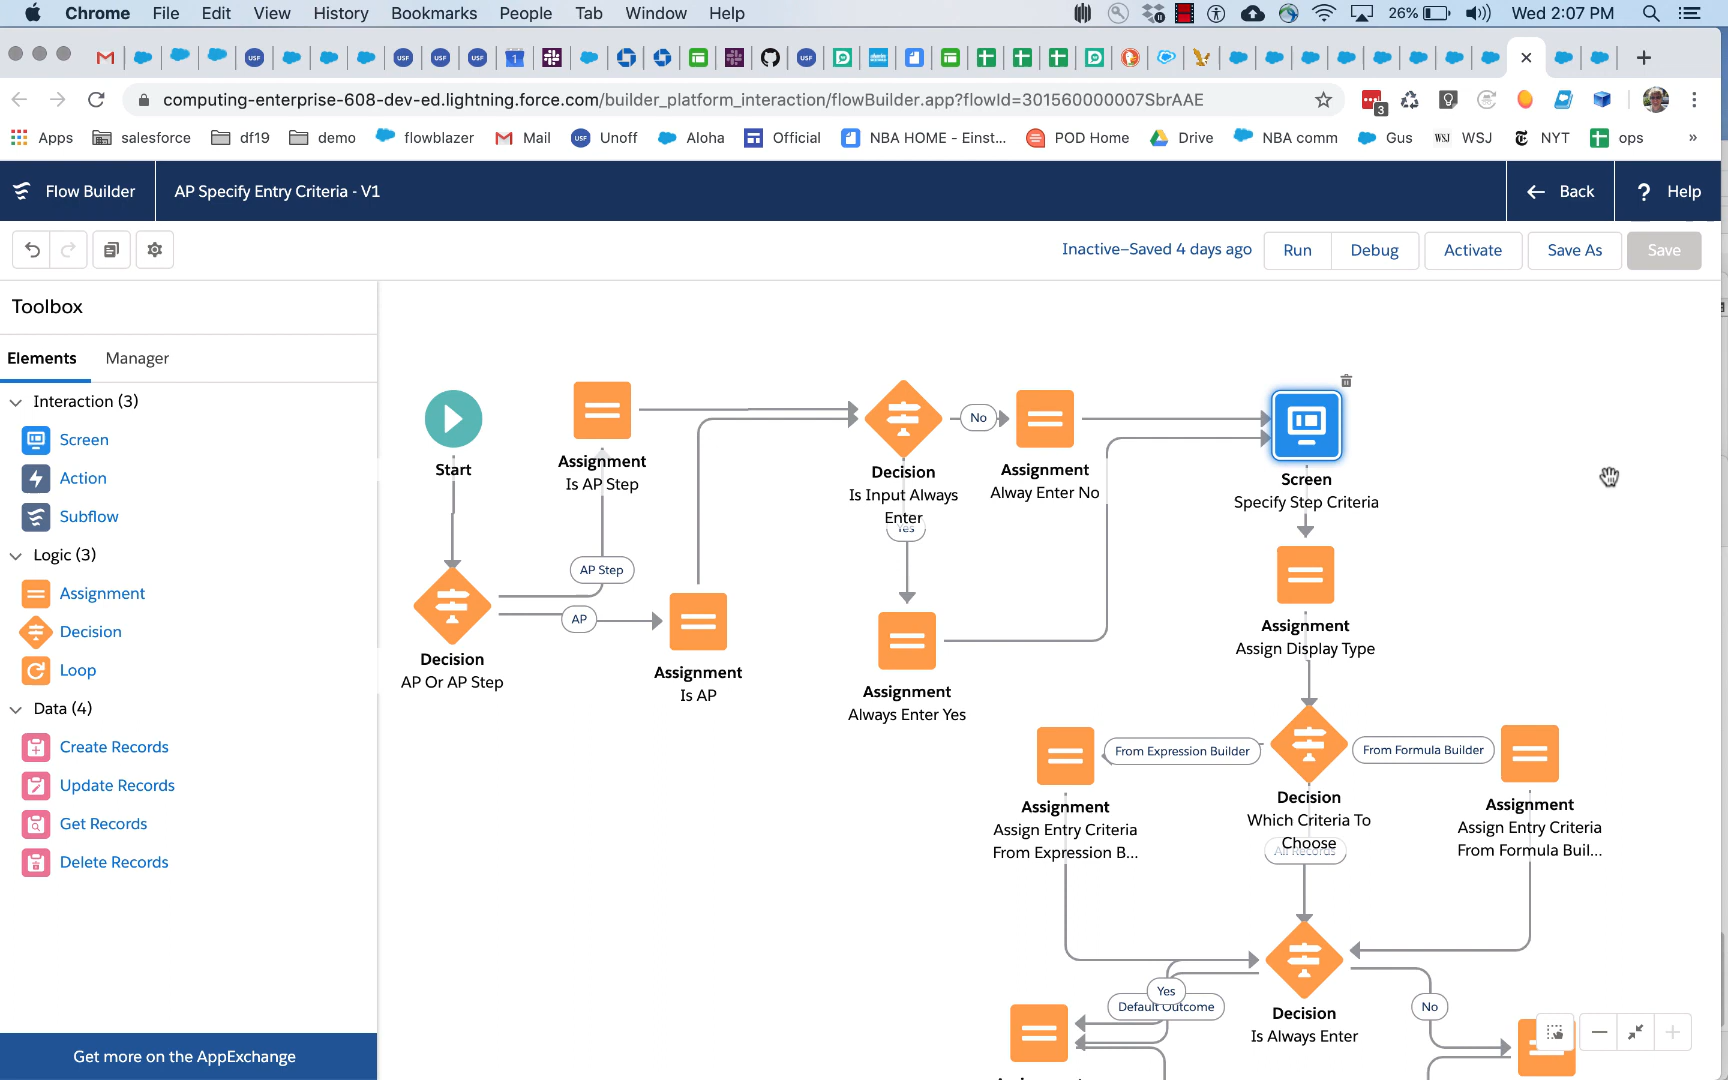 Chrome File Edit View History Bookmarks People Tab Window Help 26% Wed 2:07 PM
computing-enterprise-608-dev-ed.lightning.force.com/builder_platform_interaction/flowBuilder.app?flowId=301560000007SbrAAE 3
Apps salesforce df19 demo flowblazer Mail Unoff Aloha Official NBA HOME - Einst... POD Home Drive NBA comm Gus WSJ WSJ NYT ops »
Flow Builder AP Specify Entry Criteria - V1 Back ? Help
Inactive—Saved 4 days ago Run Debug Activate Save As Save
Toolbox
Elements Manager
Interaction (3)
Screen
Action
Subflow
Logic (3)
Assignment
Decision
Loop
Data (4)
Create Records
Update Records
Get Records
Delete Records
Get more on the AppExchange
Start
Assignment
Is AP Step
AP Step
AP
Decision
AP Or AP Step
Assignment
Is AP
Decision
Is Input Always
Enter
Yes
No
Assignment
Alway Enter No
Assignment
Always Enter Yes
Screen
Specify Step Criteria
Assignment
Assign Display Type
From Expression Builder
From Formula Builder
Decision
Which Criteria To
Choose
All Records
Assignment
Assign Entry Criteria
From Expression B...
Assignment
Assign Entry Criteria
From Formula Buil...
Yes
Default Outcome
No
Decision
Is Always Enter